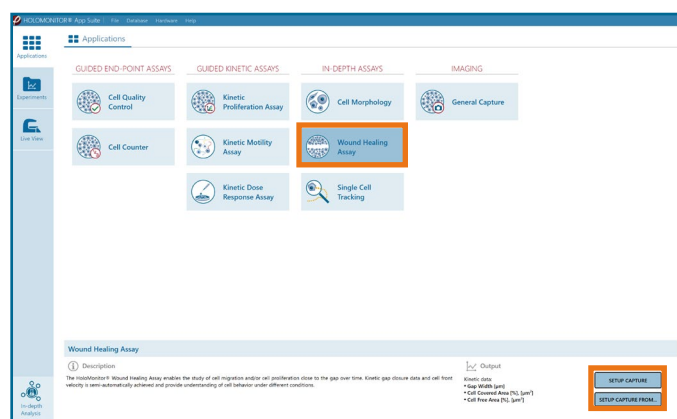 HOLOMONITOR® App Suite | File Database Hardware Help
Applications
Applications
Experiments
Live View
In-depth
Analysis
GUIDED END-POINT ASSAYS
Cell Quality
Control
Cell Counter
GUIDED KINETIC ASSAYS
Kinetic
Proliferation Assay
Kinetic Motility
Assay
Kinetic Dose
Response Assay
IN-DEPTH ASSAYS
Cell Morphology
Wound Healing
Assay
Single Cell
Tracking
IMAGING
General Capture
Wound Healing Assay
Description
The HoloMonitor® Wound Healing Assay enables the study of cell migration and/or cell proliferation close to the gap over time. Kinetic gap closure data and cell front
velocity is semi-automatically achieved and provide understanding of cell behavior under different conditions.
Output
Kinetic data:
* Gap Width [µm]
* Cell Covered Area [%], [µm²]
* Cell Free Area [%], [µm²]
SETUP CAPTURE
SETUP CAPTURE FROM...